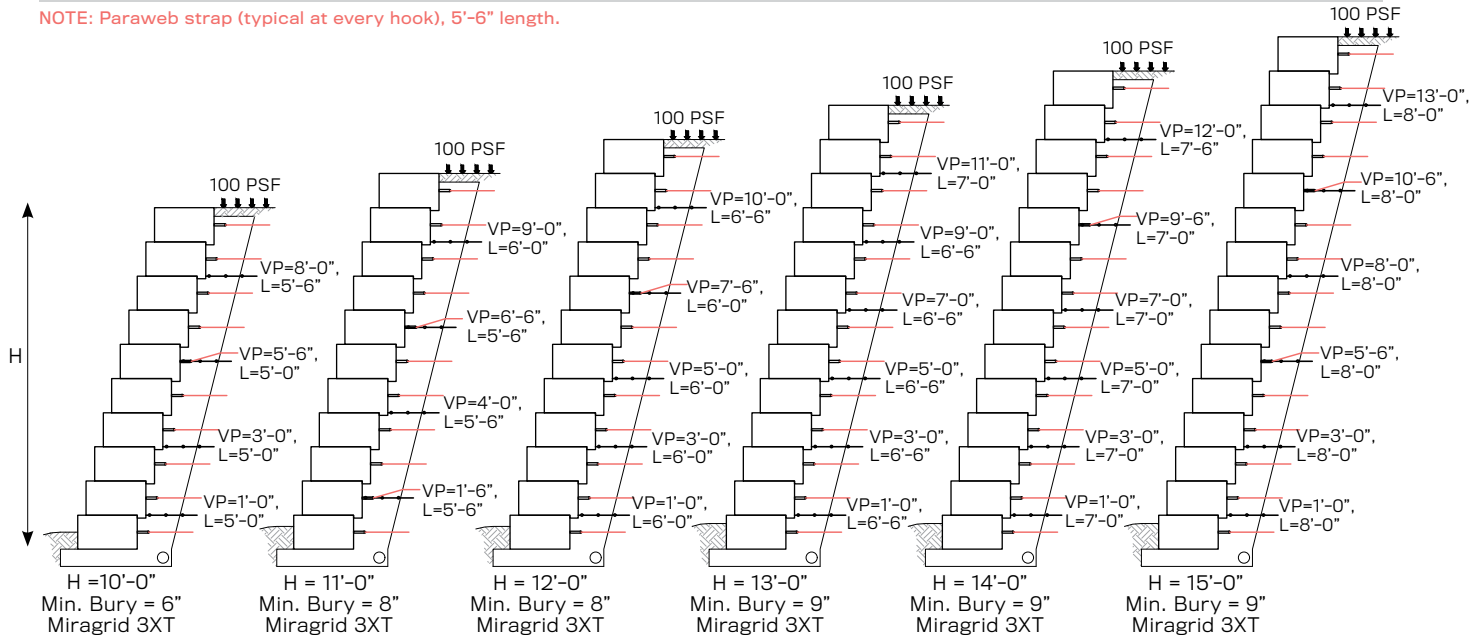 NOTE: Paraweb strap (typical at every hook), 5'-6" length.
H
100 PSF
VP=8'-0",
L=5'-6"
VP=5'-6",
L=5'-0"
VP=3'-0",
L=5'-0"
VP=1'-0",
L=5'-0"
H =10'-0"
Min. Bury = 6"
Miragrid 3XT
100 PSF
VP=9'-0",
L=6'-0"
VP=6'-6",
L=5'-6"
VP=4'-0",
L=5'-6"
VP=1'-6",
L=5'-6"
H = 11'-0"
Min. Bury = 8"
Miragrid 3XT
100 PSF
VP=10'-0",
L=6'-6"
VP=7'-6",
L=6'-0"
VP=5'-0",
L=6'-0"
VP=3'-0",
L=6'-0"
VP=1'-0",
L=6'-0"
H = 12'-0"
Min. Bury = 8"
Miragrid 3XT
100 PSF
VP=11'-0",
L=7'-0"
VP=9'-0",
L=6'-6"
VP=7'-0",
L=6'-6"
VP=5'-0",
L=6'-6"
VP=3'-0",
L=6'-6"
VP=1'-0",
L=6'-6"
H = 13'-0"
Min. Bury = 9"
Miragrid 3XT
100 PSF
VP=12'-0",
L=7'-6"
VP=9'-6",
L=7'-0"
VP=7'-0",
L=7'-0"
VP=5'-0",
L=7'-0"
VP=3'-0",
L=7'-0"
VP=1'-0",
L=7'-0"
H = 14'-0"
Min. Bury = 9"
Miragrid 3XT
100 PSF
VP=13'-0",
L=8'-0"
VP=10'-6",
L=8'-0"
VP=8'-0",
L=8'-0"
VP=5'-6",
L=8'-0"
VP=3'-0",
L=8'-0"
VP=1'-0",
L=8'-0"
H = 15'-0"
Min. Bury = 9"
Miragrid 3XT